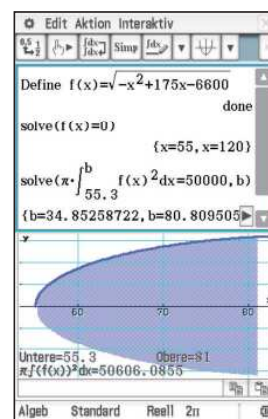 Edit Aktion Interaktiv
Simp
Define f(x)=√-x²+175x-6600
done
solve(f(x)=0)
{x=55, x=120}
solve(π·∫ b 55.3 f(x)²dx=50000, b)
{b=34.85258722, b=80.809505
y
60 70 80
Untere=55.3 Obere=81
π∫(f(x))²dx=50606.0855
Algeb Standard Reell 2π